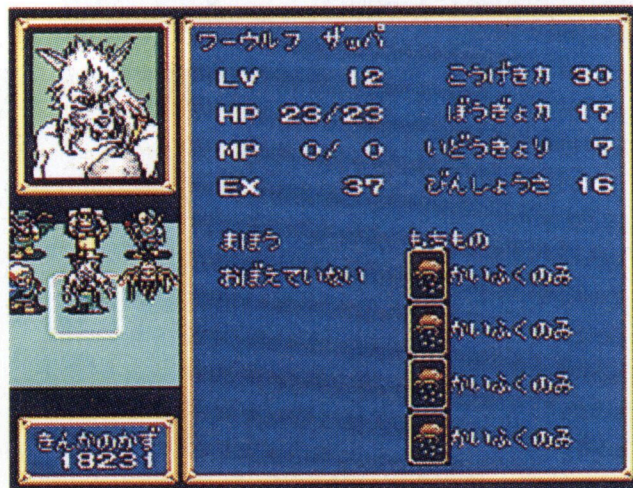 ワーウルフ ザッパ
LV 12 こうげき力 30
HP 23/23 ぼうぎょ力 17
MP 0/ 0 いどうきょり 7
EX 37 びんしょうさ 16
まほう もちもの
おぼえていない かいふくのみ
かいふくのみ
かいふくのみ
かいふくのみ
きんかのかず
18231